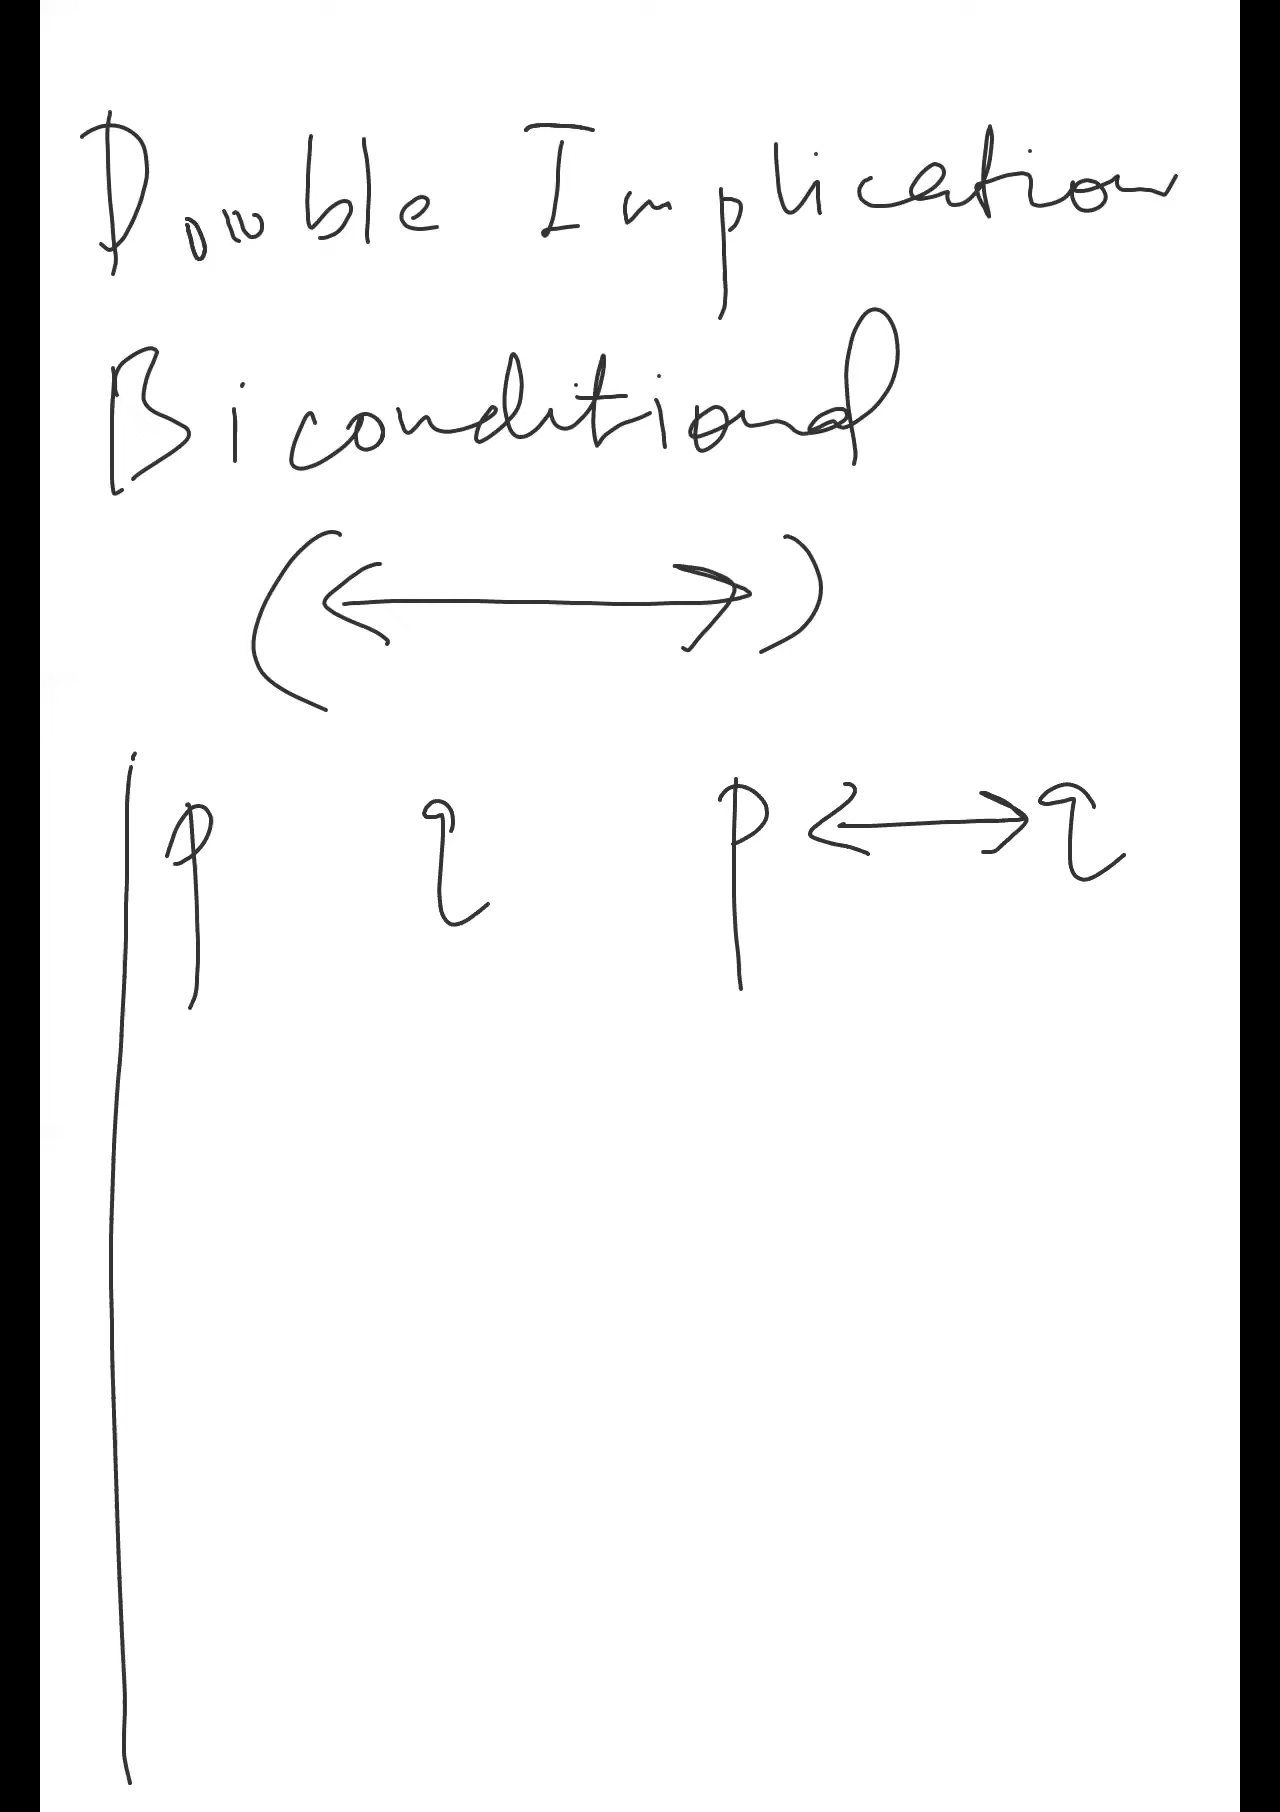 Double Implication
Biconditional
(↔)
p q p ↔ q